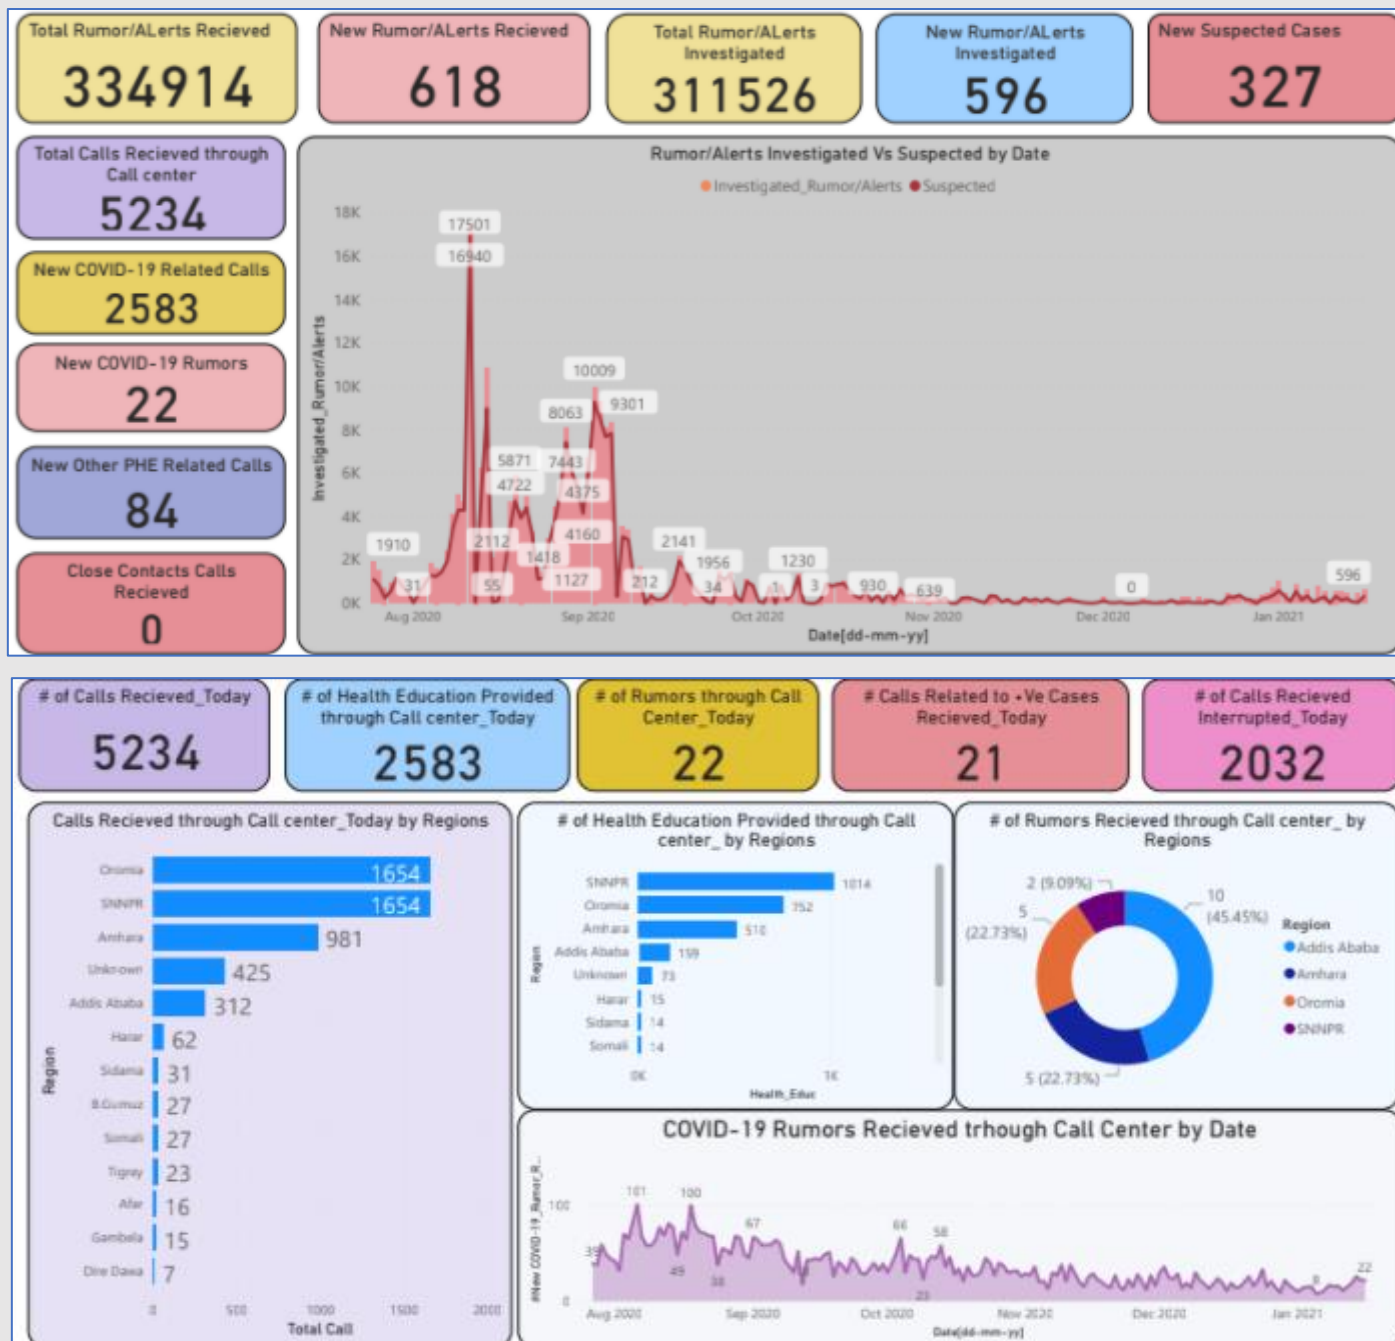 Total Rumor/ALerts Recieved
334914
New Rumor/ALerts Recieved
618
Total Rumor/ALerts
Investigated
311526
New Rumor/ALerts
Investigated
596
New Suspected Cases
327
Total Calls Recieved through
Call center
5234
New COVID-19 Related Calls
2583
New COVID-19 Rumors
22
New Other PHE Related Calls
84
Close Contacts Calls
Recieved
0
Rumor/Alerts Investigated Vs Suspected by Date
Investigated_Rumor/Alerts Suspected
Investigated_Rumor/Alerts
18K
16K
14K
12K
10K
8K
6K
4K
2K
0K
17501
16940
10009
9301
8063
5871
7443
4722
4375
2112
4160
1418
1910
31
55
1127
212
2141
1956
34
1
1230
3
930
639
0
596
Aug 2020
Sep 2020
Oct 2020
Nov 2020
Dec 2020
Jan 2021
Date[dd-mm-yy]
# of Calls Recieved_Today
5234
# of Health Education Provided
through Call center_Today
2583
# of Rumors through Call
Center_Today
22
# Calls Related to +Ve Cases
Recieved_Today
21
# of Calls Recieved
Interrupted_Today
2032
Calls Recieved through Call center_Today by Regions
Region
Oromia 1654
SNNPR 1654
Amhara 981
Unknown 425
Addis Ababa 312
Harar 62
Sidama 31
B.Gumuz 27
Somali 27
Tigray 23
Afar 16
Gambela 15
Dire Dawa 7
0 500 1000 1500 2000
Total Call
# of Health Education Provided through Call
center_ by Regions
Region
SNNPR 1014
Oromia 752
Amhara 510
Addis Ababa 159
Unknown 73
Harar 15
Sidama 14
Somali 14
0K 1K
Health_Educ
# of Rumors Recieved through Call center_ by
Regions
2 (9.09%)
10
(45.45%)
5
(22.73%)
5 (22.73%)
Region
Addis Ababa
Amhara
Oromia
SNNPR
COVID-19 Rumors Recieved trhough Call Center by Date
#New COVID-19_Rumor_R...
100
0
39
101
49
100
38
67
66
23
58
8
22
Aug 2020
Sep 2020
Oct 2020
Nov 2020
Dec 2020
Jan 2021
Date[dd-mm-yy]